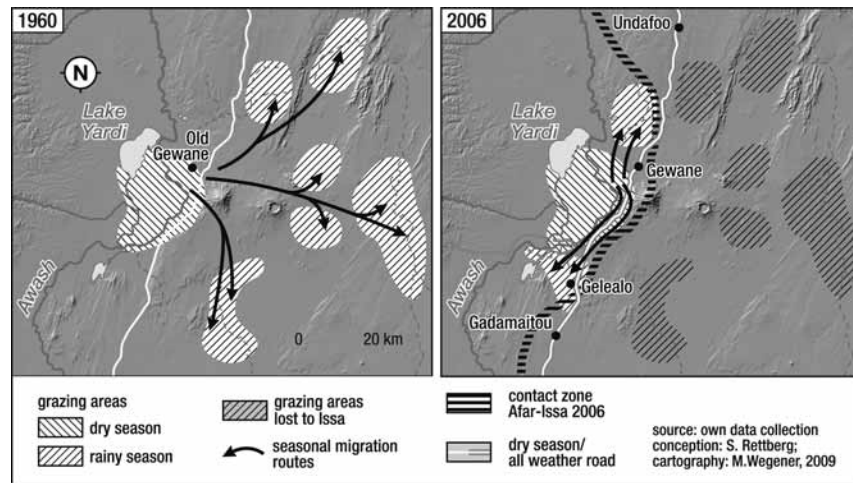 1960
N
Lake
Yardi
Old
Gewane
Awash
0 20 km
2006
Undafoo
Lake
Yardi
Gewane
Awash
Gelealo
Gadamaitou
grazing areas
dry season
rainy season
grazing areas
lost to Issa
seasonal migration
routes
contact zone
Afar-Issa 2006
dry season/
all weather road
source: own data collection
conception: S. Rettberg;
cartography: M.Wegener, 2009